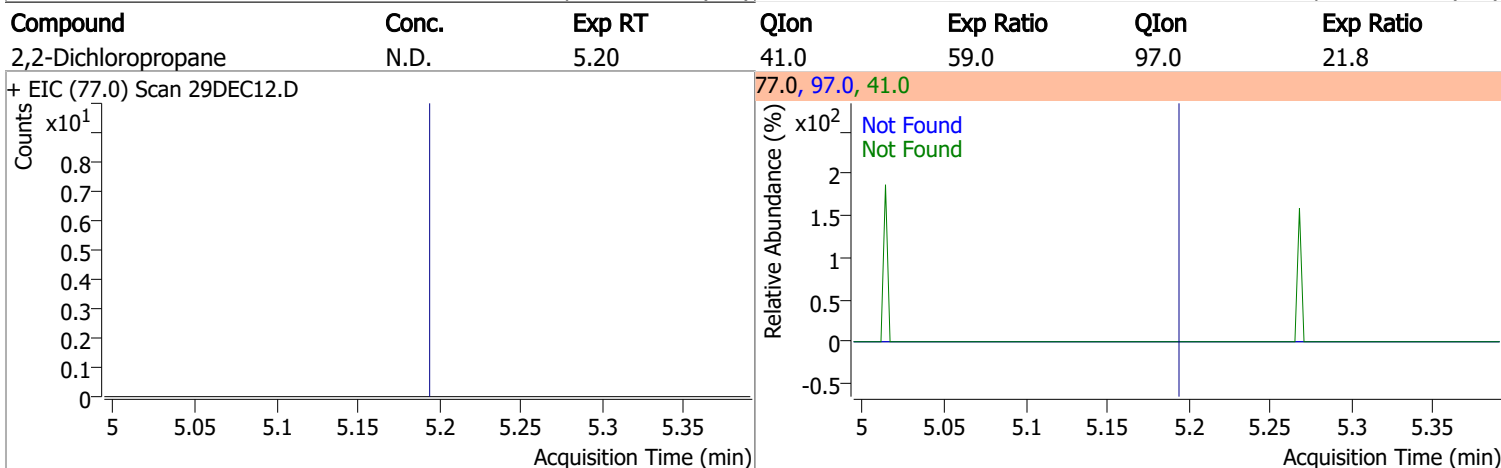 Compound Conc. Exp RT QIon Exp Ratio QIon Exp Ratio
2,2-Dichloropropane N.D. 5.20 41.0 59.0 97.0 21.8
+ EIC (77.0) Scan 29DEC12.D
Counts
x10¹
0.8
0.7
0.6
0.5
0.4
0.3
0.2
0.1
0
5 5.05 5.1 5.15 5.2 5.25 5.3 5.35
Acquisition Time (min)
77.0, 97.0, 41.0
Relative Abundance (%)
x10²
Not Found
Not Found
2
1.5
1
0.5
0
-0.5
5 5.05 5.1 5.15 5.2 5.25 5.3 5.35
Acquisition Time (min)